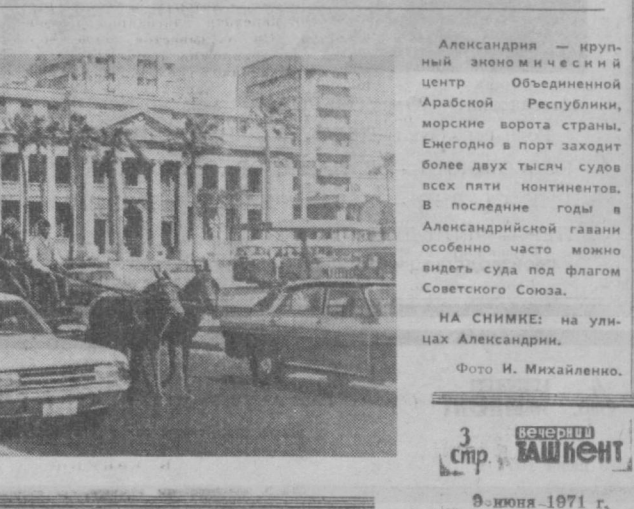 Александрия — круп-
ный экономический
центр Объединенной
Арабской Республики,
морские ворота страны.
Ежегодно в порт заходит
более двух тысяч судов
всех пяти континентов.
В последние годы в
Александрийской гавани
особенно часто можно
видеть суда под флагом
Советского Союза.
НА СНИМКЕ: на ули-
цах Александрии.
Фото И. Михайленко.
3
стр.
вечерний
ТАШКЕНТ
9 июня 1971 г.